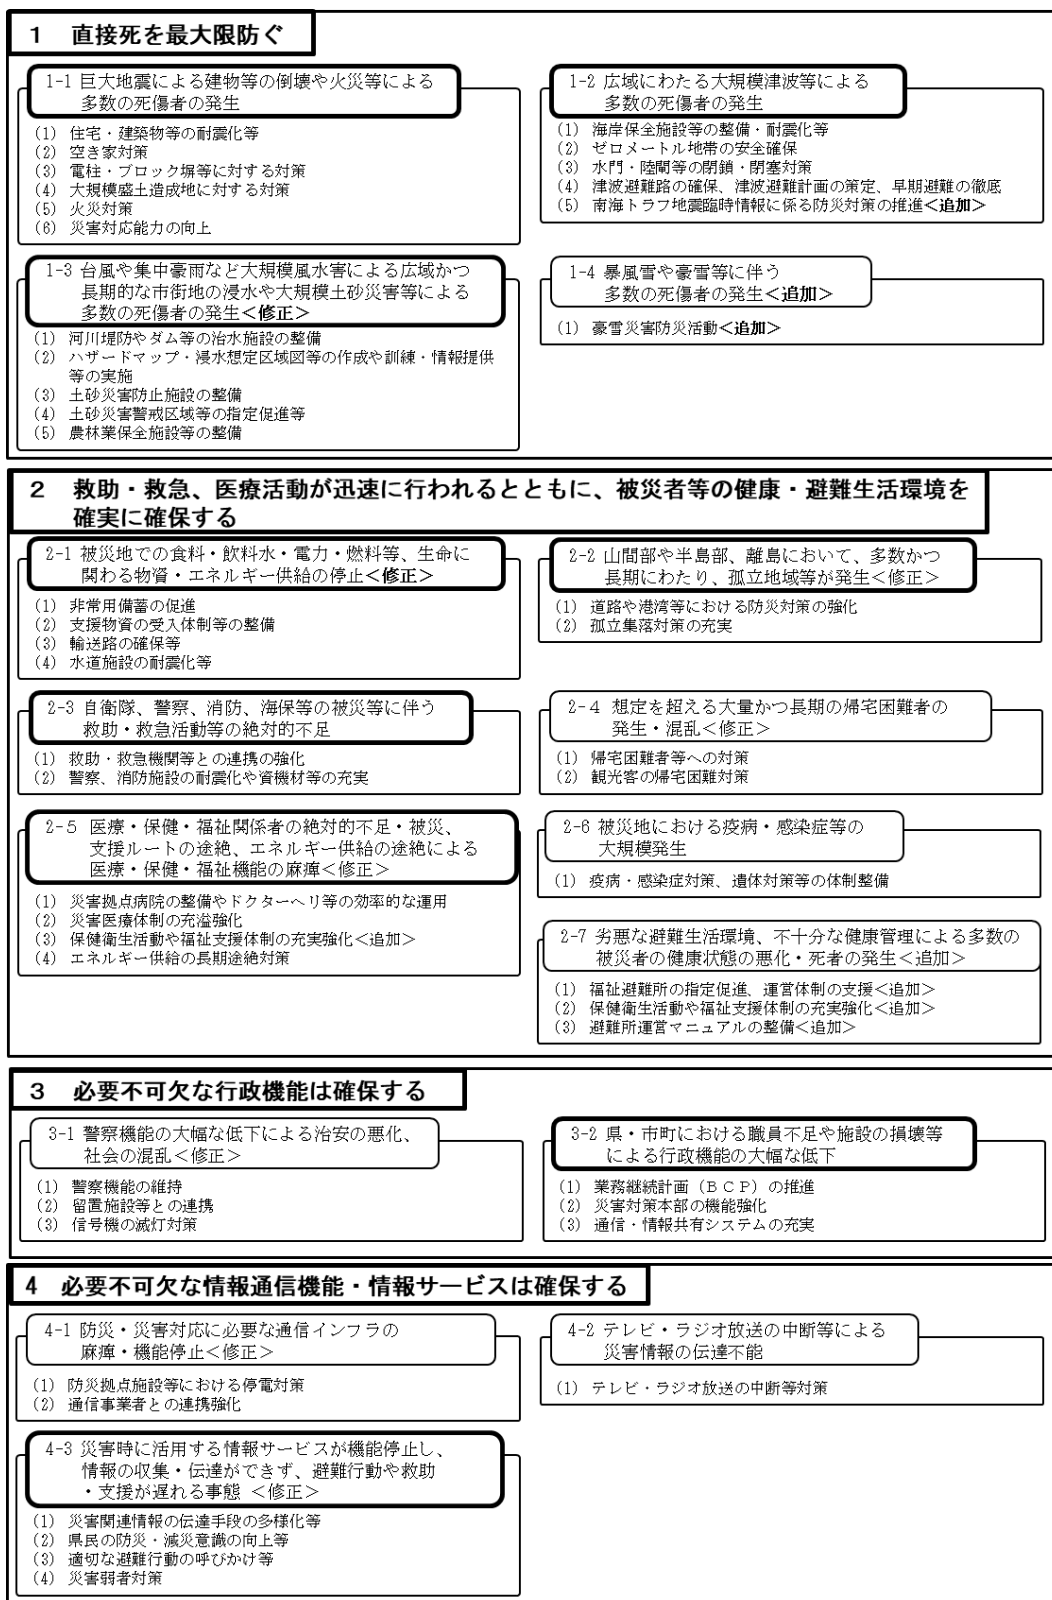 1 直接死を最大限防ぐ
1-1 巨大地震による建物等の倒壊や火災等による
多数の死傷者の発生
(1) 住宅・建築物等の耐震化等
(2) 空き家対策
(3) 電柱・ブロック塀等に対する対策
(4) 大規模盛土造成地に対する対策
(5) 火災対策
(6) 災害対応能力の向上
1-2 広域にわたる大規模津波等による
多数の死傷者の発生
(1) 海岸保全施設等の整備・耐震化等
(2) ゼロメートル地帯の安全確保
(3) 水門・陸閘等の閉鎖・閉塞対策
(4) 津波避難路の確保、津波避難計画の策定、早期避難の徹底
(5) 南海トラフ地震臨時情報に係る防災対策の推進<追加>
1-3 台風や集中豪雨など大規模風水害による広域かつ
長期的な市街地の浸水や大規模土砂災害等による
多数の死傷者の発生<修正>
(1) 河川堤防やダム等の治水施設の整備
(2) ハザードマップ・浸水想定区域図等の作成や訓練・情報提供
等の実施
(3) 土砂災害防止施設の整備
(4) 土砂災害警戒区域等の指定促進等
(5) 農林業保全施設等の整備
1-4 暴風雪や豪雪等に伴う
多数の死傷者の発生<追加>
(1) 豪雪災害防災活動<追加>
2 救助・救急、医療活動が迅速に行われるとともに、被災者等の健康・避難生活環境を
確実に確保する
2-1 被災地での食料・飲料水・電力・燃料等、生命に
関わる物資・エネルギー供給の停止<修正>
(1) 非常用備蓄の促進
(2) 支援物資の受入体制等の整備
(3) 輸送路の確保等
(4) 水道施設の耐震化等
2-2 山間部や半島部、離島において、多数かつ
長期にわたり、孤立地域等が発生<修正>
(1) 道路や港湾等における防災対策の強化
(2) 孤立集落対策の充実
2-3 自衛隊、警察、消防、海保等の被災等に伴う
救助・救急活動等の絶対的不足
(1) 救助・救急機関等との連携の強化
(2) 警察、消防施設の耐震化や資機材等の充実
2-4 想定を超える大量かつ長期の帰宅困難者の
発生・混乱<修正>
(1) 帰宅困難者等への対策
(2) 観光客の帰宅困難対策
2-5 医療・保健・福祉関係者の絶対的不足・被災、
支援ルートの途絶、エネルギー供給の途絶による
医療・保健・福祉機能の麻痺<修正>
(1) 災害拠点病院の整備やドクターヘリ等の効率的な運用
(2) 災害医療体制の充溢強化
(3) 保健衛生活動や福祉支援体制の充実強化<追加>
(4) エネルギー供給の長期途絶対策
2-6 被災地における疫病・感染症等の
大規模発生
(1) 疫病・感染症対策、遺体対策等の体制整備
2-7 劣悪な避難生活環境、不十分な健康管理による多数の
被災者の健康状態の悪化・死者の発生<追加>
(1) 福祉避難所の指定促進、運営体制の支援<追加>
(2) 保健衛生活動や福祉支援体制の充実強化<追加>
(3) 避難所運営マニュアルの整備<追加>
3 必要不可欠な行政機能は確保する
3-1 警察機能の大幅な低下による治安の悪化、
社会の混乱<修正>
(1) 警察機能の維持
(2) 留置施設等との連携
(3) 信号機の滅灯対策
3-2 県・市町における職員不足や施設の損壊等
による行政機能の大幅な低下
(1) 業務継続計画(BCP)の推進
(2) 災害対策本部の機能強化
(3) 通信・情報共有システムの充実
4 必要不可欠な情報通信機能・情報サービスは確保する
4-1 防災・災害対応に必要な通信インフラの
麻痺・機能停止<修正>
(1) 防災拠点施設等における停電対策
(2) 通信事業者との連携強化
4-2 テレビ・ラジオ放送の中断等による
災害情報の伝達不能
(1) テレビ・ラジオ放送の中断等対策
4-3 災害時に活用する情報サービスが機能停止し、
情報の収集・伝達ができず、避難行動や救助
・支援が遅れる事態 <修正>
(1) 災害関連情報の伝達手段の多様化等
(2) 県民の防災・減災意識の向上等
(3) 適切な避難行動の呼びかけ等
(4) 災害弱者対策